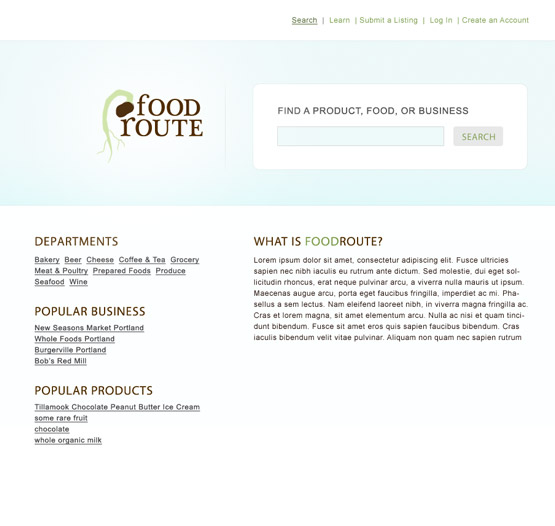 Search | Learn | Submit a Listing | Log In | Create an Account
fOOD
rOUTE
FIND A PRODUCT, FOOD, OR BUSINESS
SEARCH
DEPARTMENTS
Bakery Beer Cheese Coffee & Tea Grocery
Meat & Poultry Prepared Foods Produce
Seafood Wine
POPULAR BUSINESS
New Seasons Market Portland
Whole Foods Portland
Burgerville Portland
Bob's Red Mill
POPULAR PRODUCTS
Tillamook Chocolate Peanut Butter Ice Cream
some rare fruit
chocolate
whole organic milk
WHAT IS FOODROUTE?
Lorem ipsum dolor sit amet, consectetur adipiscing elit. Fusce ultricies
sapien nec nibh iaculis eu rutrum ante dictum. Sed molestie, dui eget sol-
licitudin rhoncus, erat neque pulvinar arcu, a viverra nulla mauris ut ipsum.
Maecenas augue arcu, porta eget faucibus fringilla, imperdiet ac mi. Pha-
sellus a sem lectus. Nam eleifend lacus nibh, in viverra magna fringilla ac.
Cras et lorem magna, sit amet elementum arcu. Nulla ac nisi et quam tinci-
dunt bibendum. Fusce sit amet eros quis sapien faucibus bibendum. Cras
iaculis bibendum velit vitae pulvinar. Aliquam non quam nec sapien rutrum